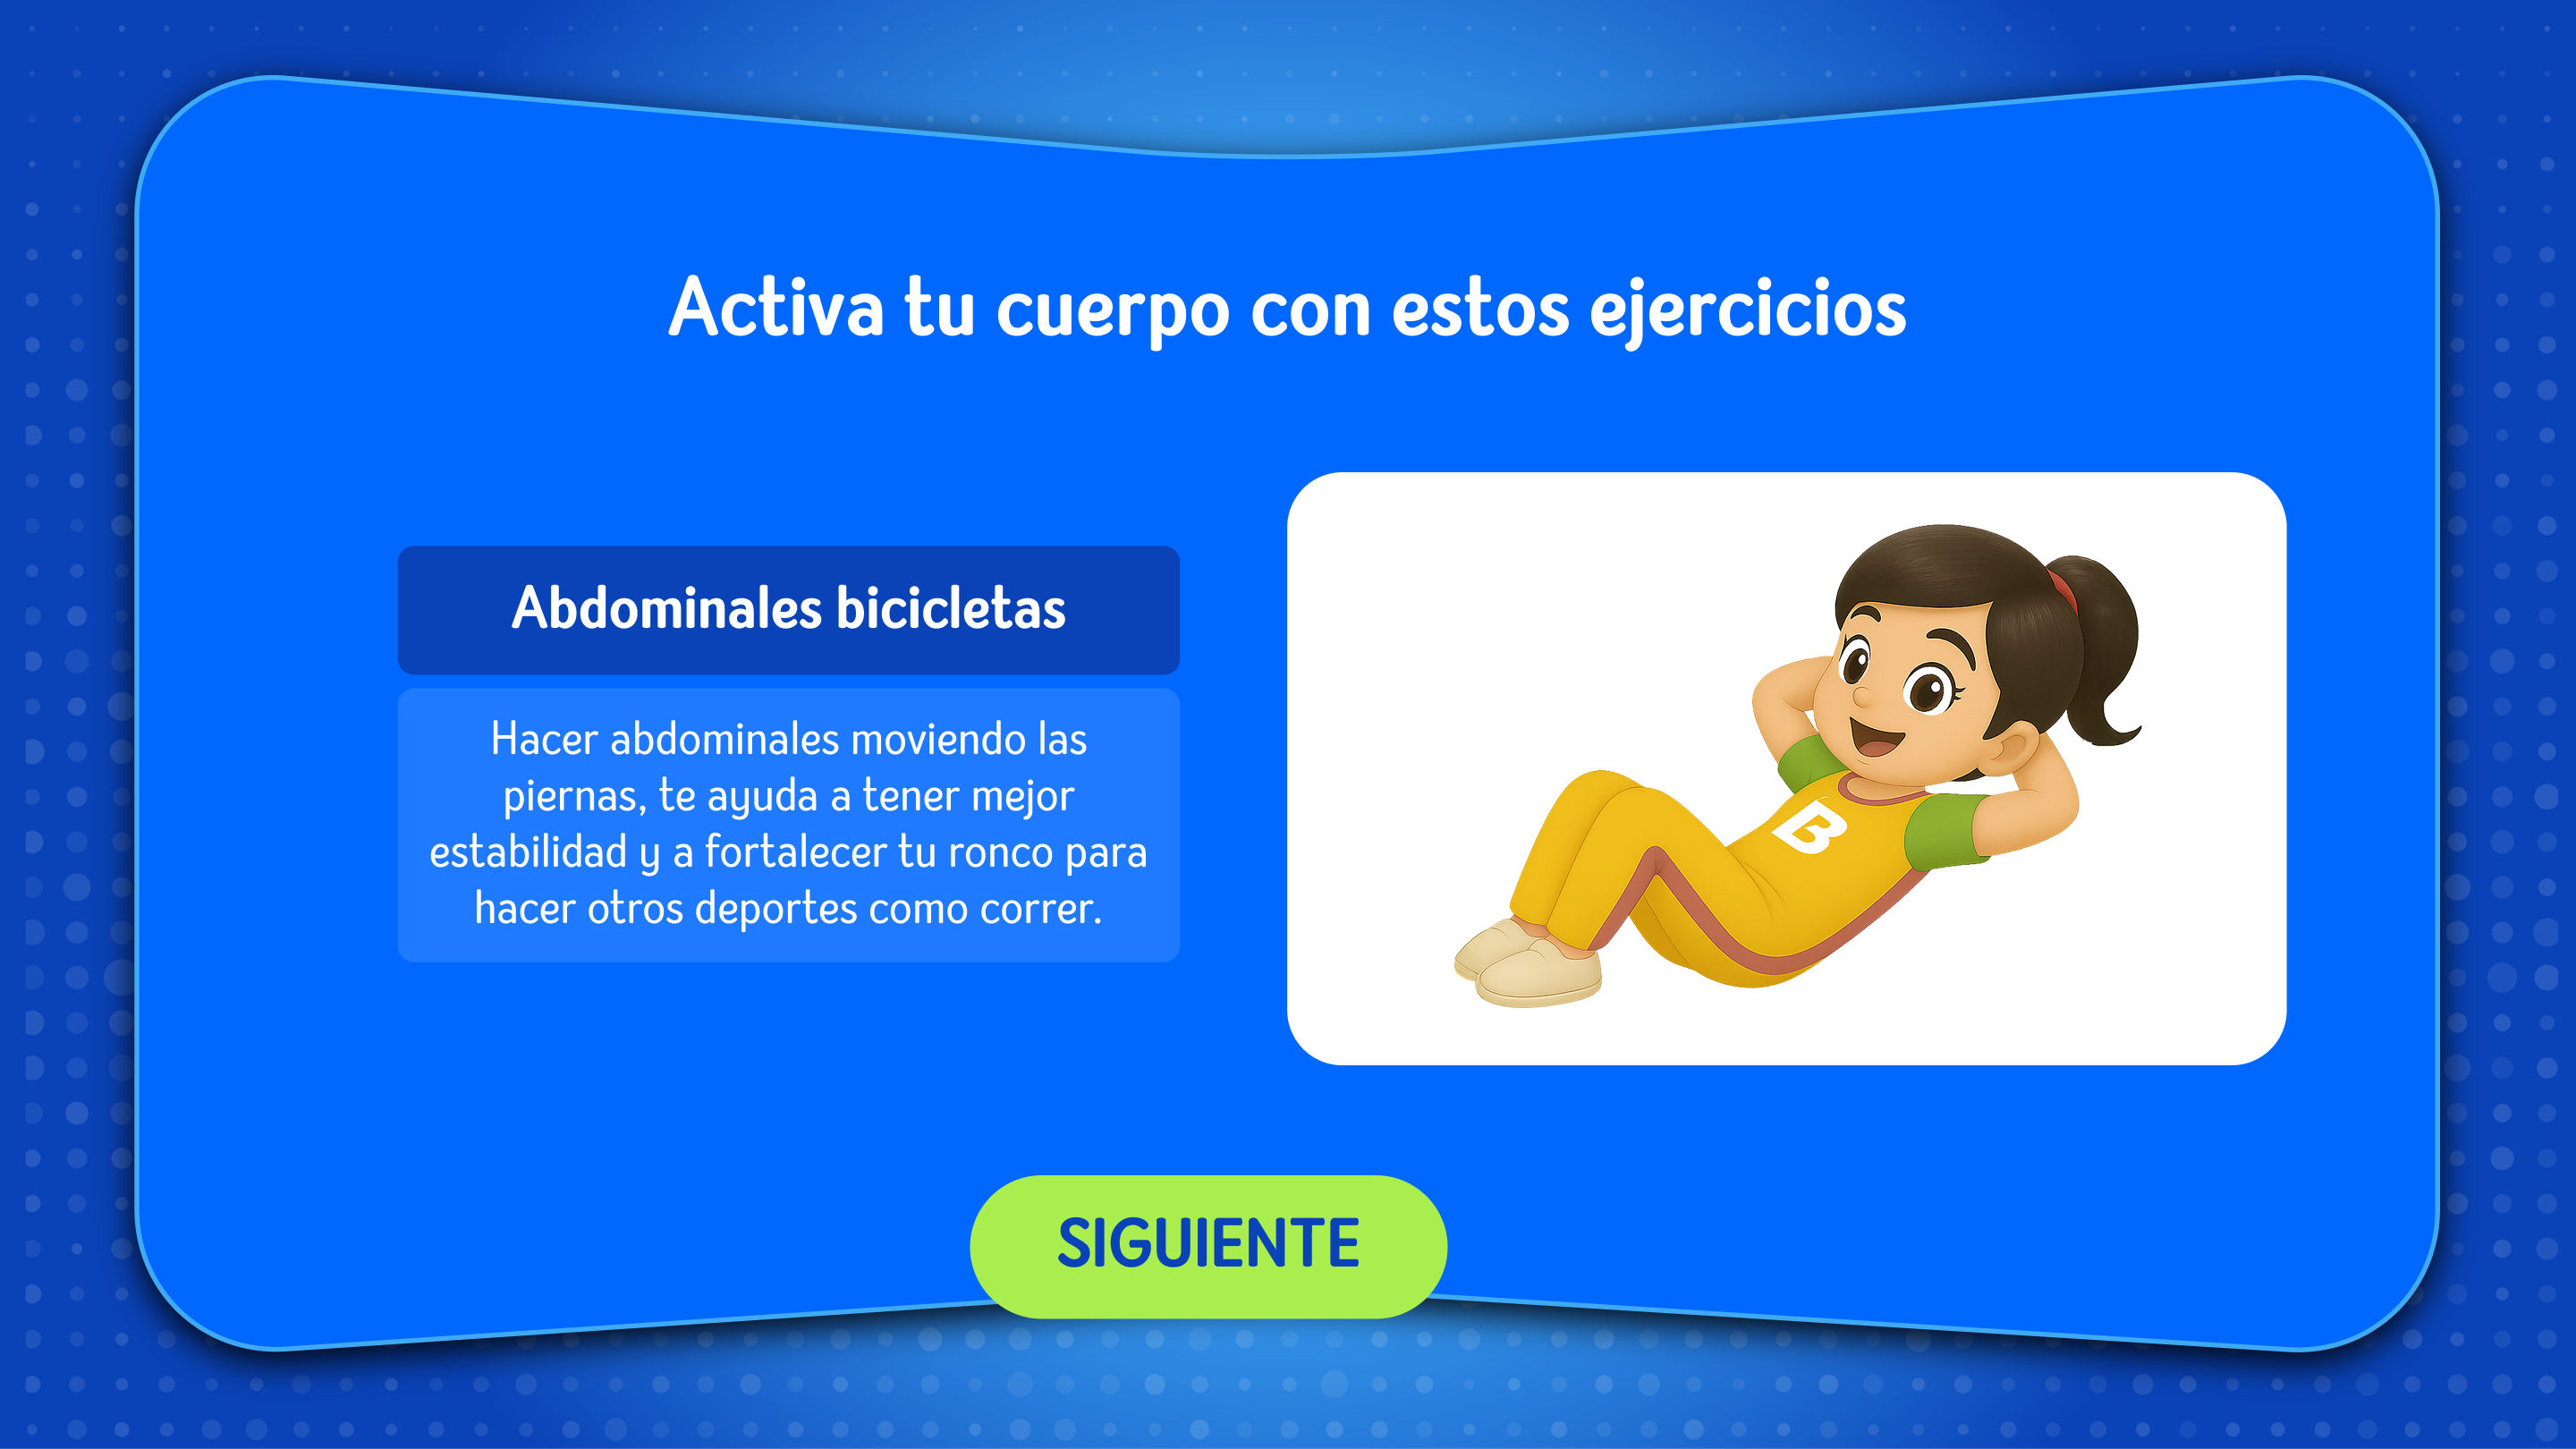 Activa tu cuerpo con estos ejercicios
Abdominales bicicletas
Hacer abdominales moviendo las
piernas, te ayuda a tener mejor
estabilidad y a fortalecer tu ronco para
hacer otros deportes como correr.
B
SIGUIENTE